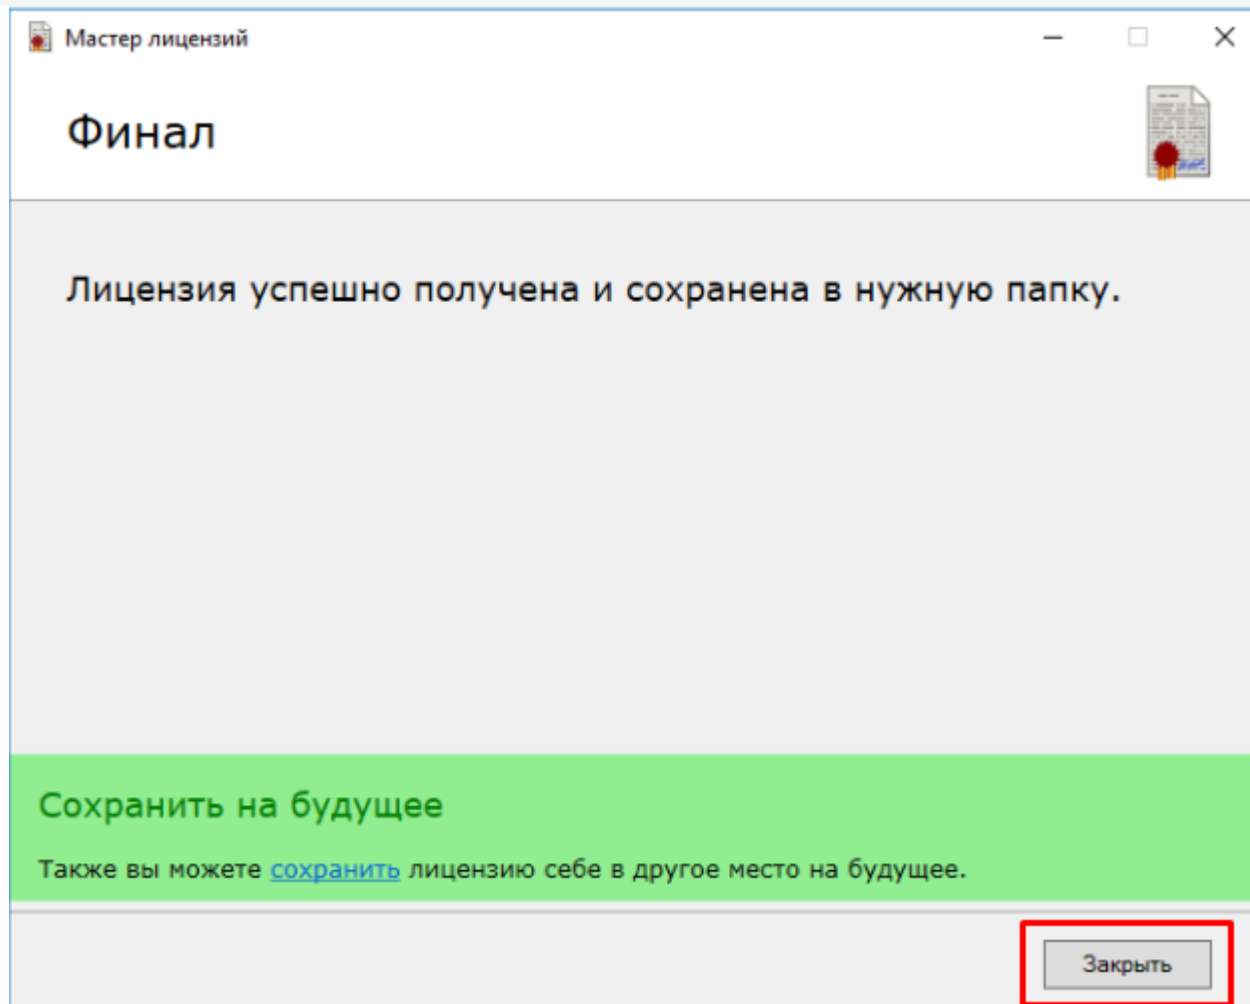 Мастер лицензий
Финал
Лицензия успешно получена и сохранена в нужную папку.
Сохранить на будущее
Также вы можете сохранить лицензию себе в другое место на будущее.
Закрыть